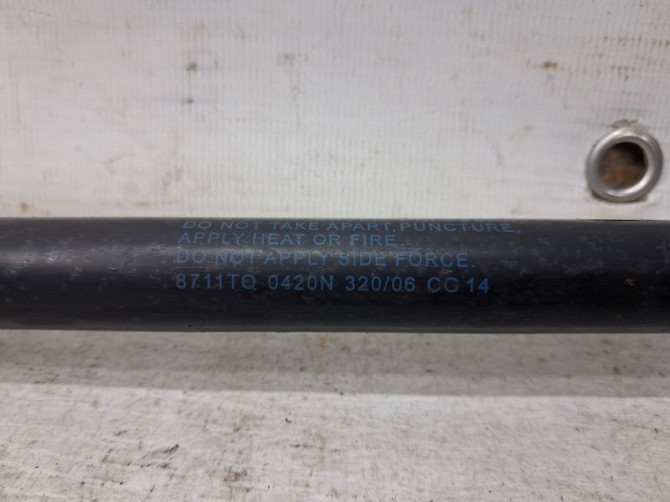 DO NOT TAKE APART, PUNCTURE,
APPLY HEAT OR FIRE.
DO NOT APPLY SIDE FORCE.
8711TQ 0420N 320/06 CG 14